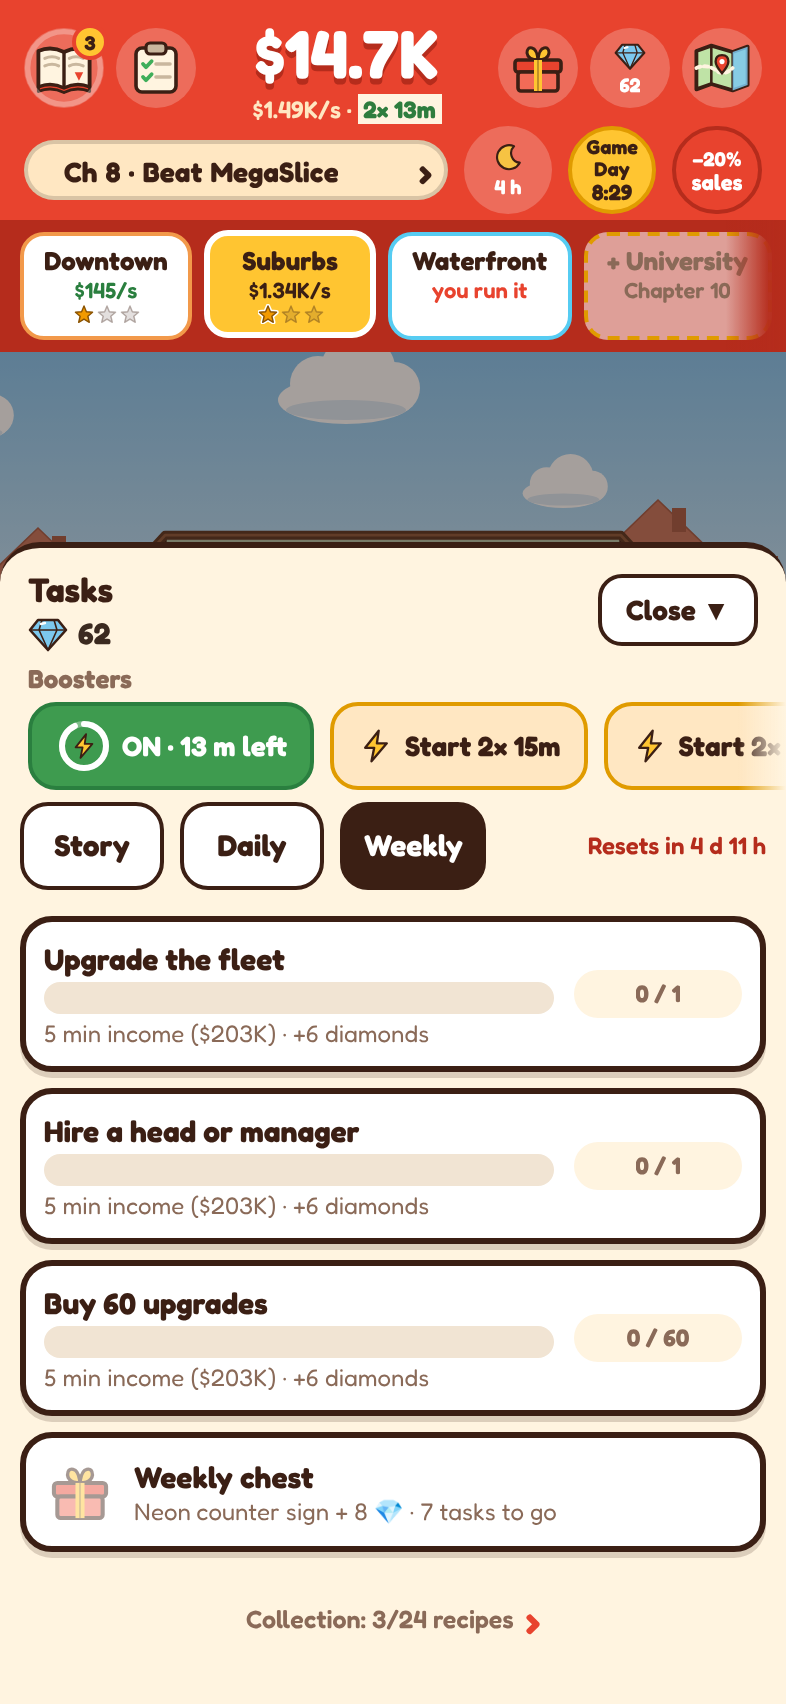 3
$14.7K
$1.49K/s · 2x 13m
62
Ch 8 · Beat MegaSlice
4 h
Game
Day
8:29
-20%
sales
Downtown
$145/s
Suburbs
$1.34K/s
Waterfront
you run it
+ University
Chapter 10
Tasks
62
Close ▼
Boosters
ON · 13 m left
Start 2x 15m
Start 2x
Story
Daily
Weekly
Resets in 4 d 11 h
Upgrade the fleet
0 / 1
5 min income ($203K) · +6 diamonds
Hire a head or manager
0 / 1
5 min income ($203K) · +6 diamonds
Buy 60 upgrades
0 / 60
5 min income ($203K) · +6 diamonds
Weekly chest
Neon counter sign + 8 💎 · 7 tasks to go
Collection: 3/24 recipes